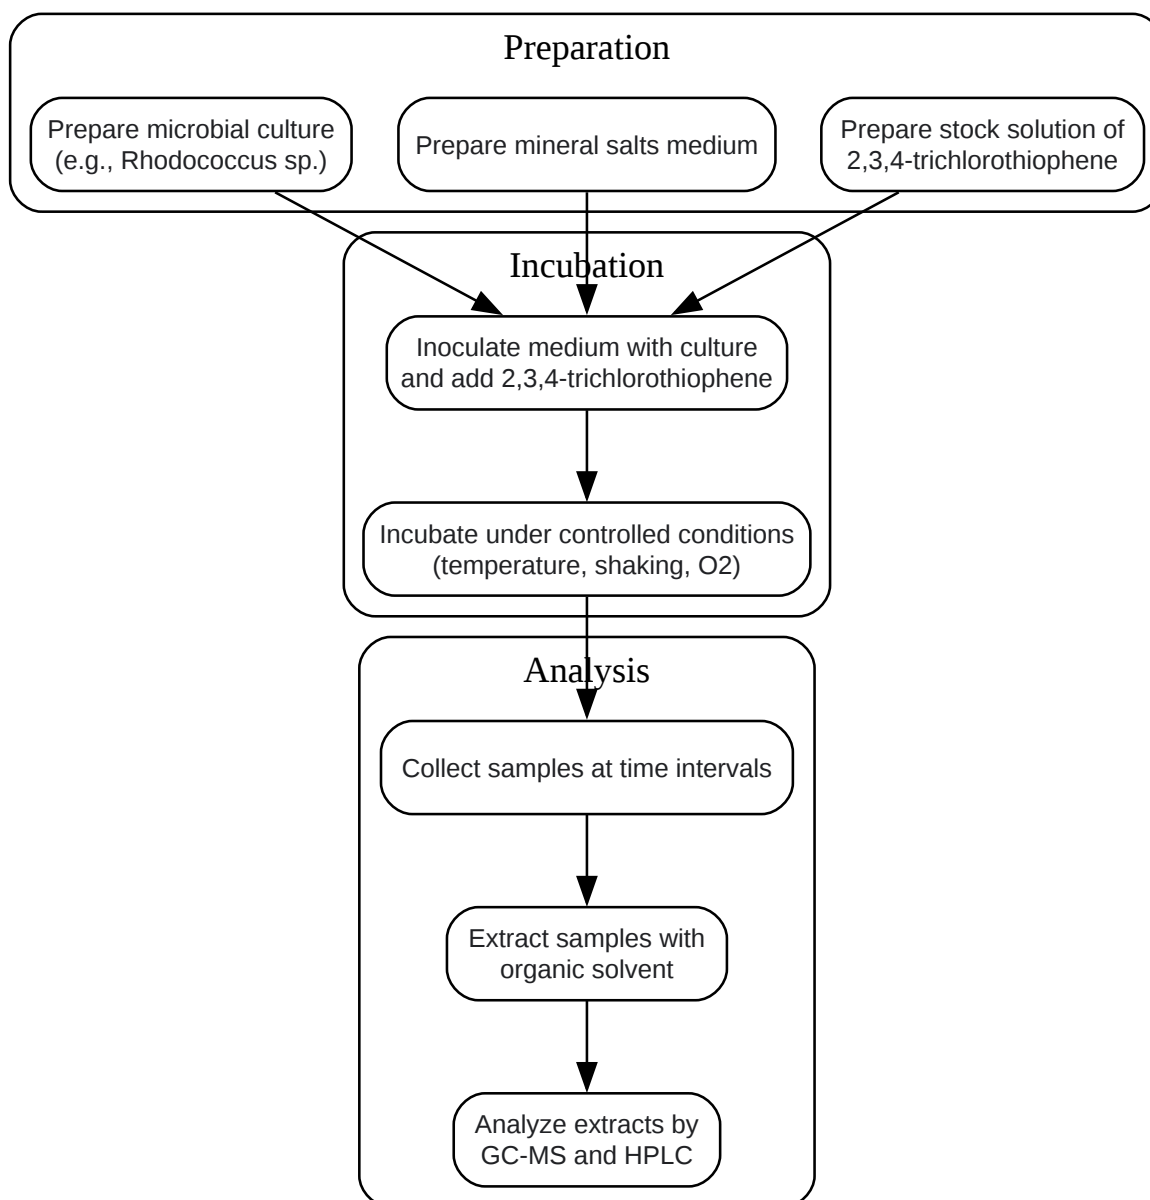 Preparation
Prepare microbial culture
(e.g., Rhodococcus sp.)
Prepare mineral salts medium
Prepare stock solution of
2,3,4-trichlorothiophene
Incubation
Inoculate medium with culture
and add 2,3,4-trichlorothiophene
Incubate under controlled conditions
(temperature, shaking, O2)
Analysis
Collect samples at time intervals
Extract samples with
organic solvent
Analyze extracts by
GC-MS and HPLC